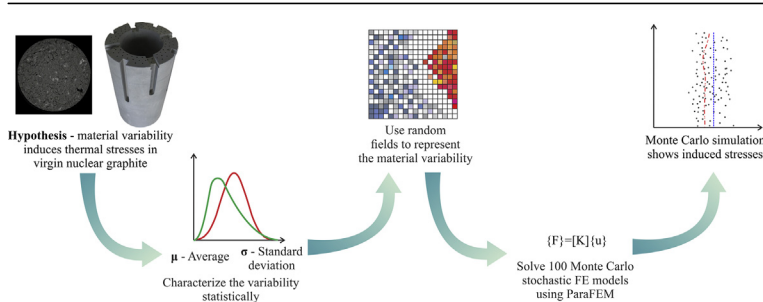 Hypothesis - material variability
induces thermal stresses in
virgin nuclear graphite
μ - Average
σ - Standard
deviation
Characterize the variability
statistically
Use random
fields to represent
the material variability
{F}=[K]{u}
Solve 100 Monte Carlo
stochastic FE models
using ParaFEM
Monte Carlo simulation
shows induced stresses